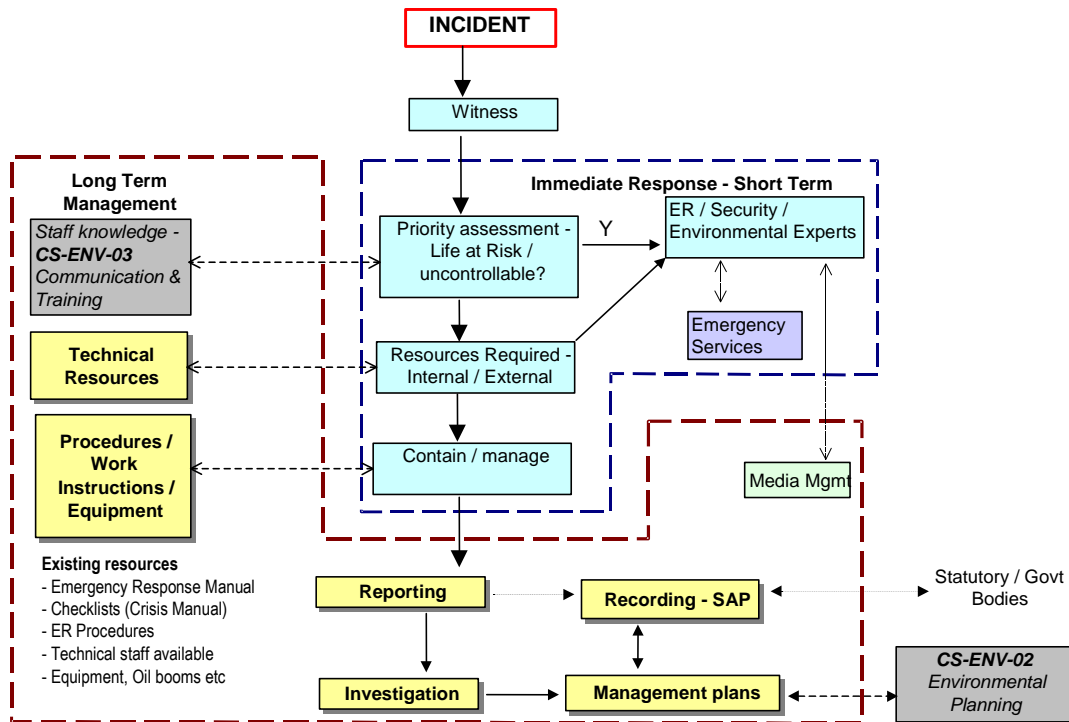 INCIDENT
Witness
Long Term
Management
Immediate Response - Short Term
Staff knowledge -
CS-ENV-03
Communication &
Training
Priority assessment -
Life at Risk /
uncontrollable?
Y
ER / Security /
Environmental Experts
Emergency
Services
Technical
Resources
Resources Required -
Internal / External
Procedures /
Work
Instructions /
Equipment
Contain / manage
Media Mgmt
Existing resources
- Emergency Response Manual
- Checklists (Crisis Manual)
- ER Procedures
- Technical staff available
- Equipment, Oil booms etc
Reporting
Recording - SAP
Statutory / Govt
Bodies
Investigation
Management plans
CS-ENV-02
Environmental
Planning